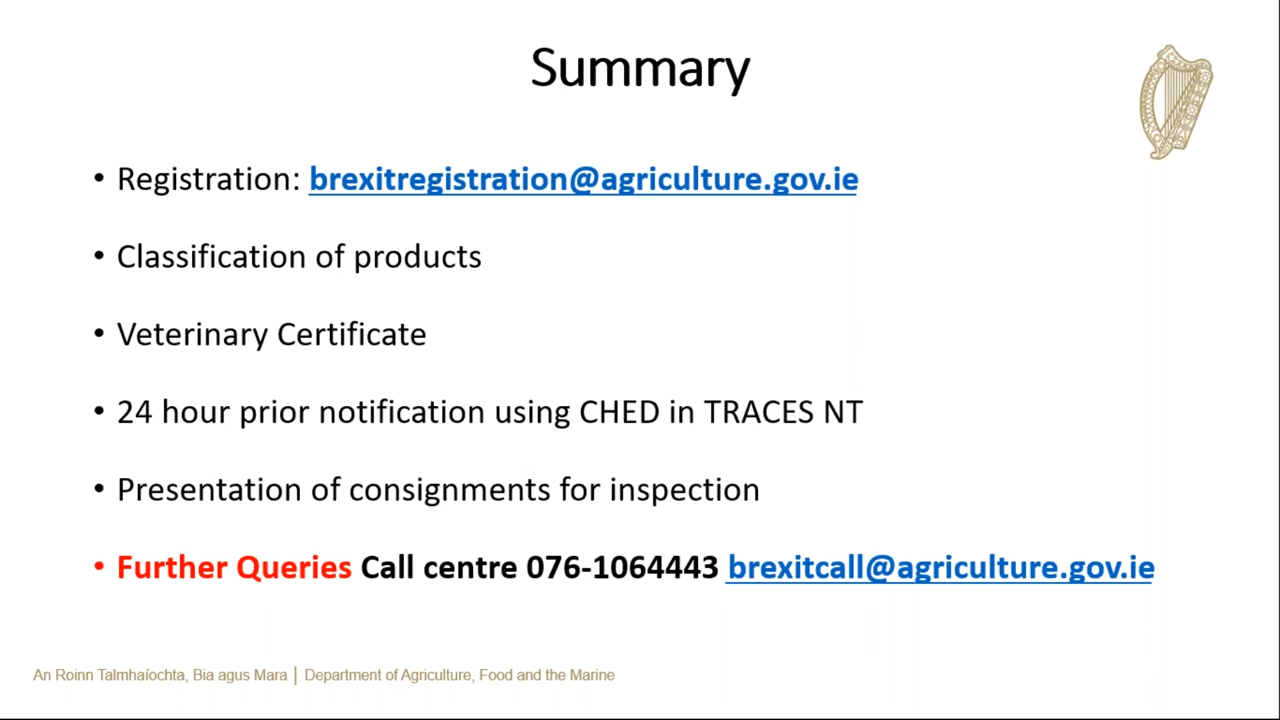 Summary
• Registration: brexitregistration@agriculture.gov.ie
• Classification of products
• Veterinary Certificate
• 24 hour prior notification using CHED in TRACES NT
• Presentation of consignments for inspection
• Further Queries Call centre 076-1064443 brexitcall@agriculture.gov.ie
An Roinn Talmhaíochta, Bia agus Mara | Department of Agriculture, Food and the Marine